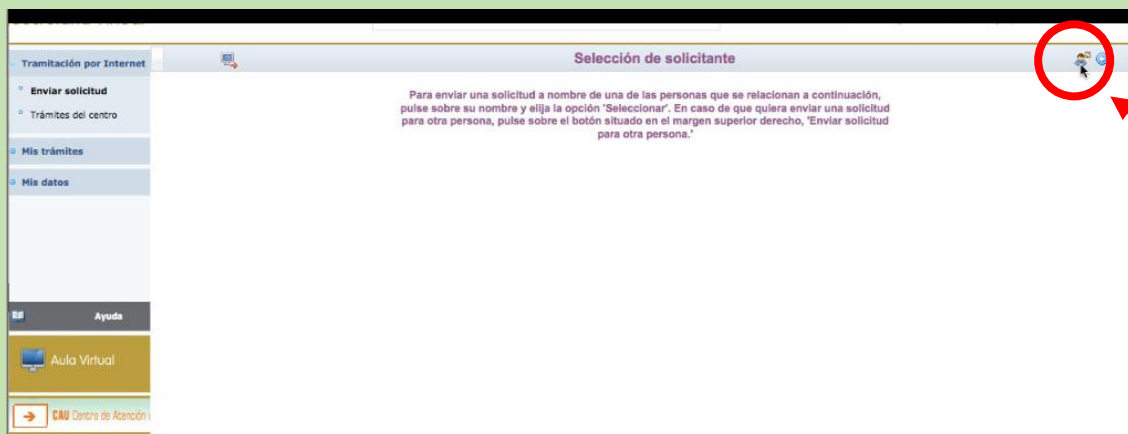 Tramitación por Internet
Selección de solicitante
Enviar solicitud
Trámites del centro
Para enviar una solicitud a nombre de una de las personas que se relacionan a continuación,
pulse sobre su nombre y elija la opción 'Seleccionar'. En caso de que quiera enviar una solicitud
para otra persona, pulse sobre el botón situado en el margen superior derecho, 'Enviar solicitud
para otra persona.'
Mis trámites
Mis datos
Ayuda
Aula Virtual
CAU Centro de Atención